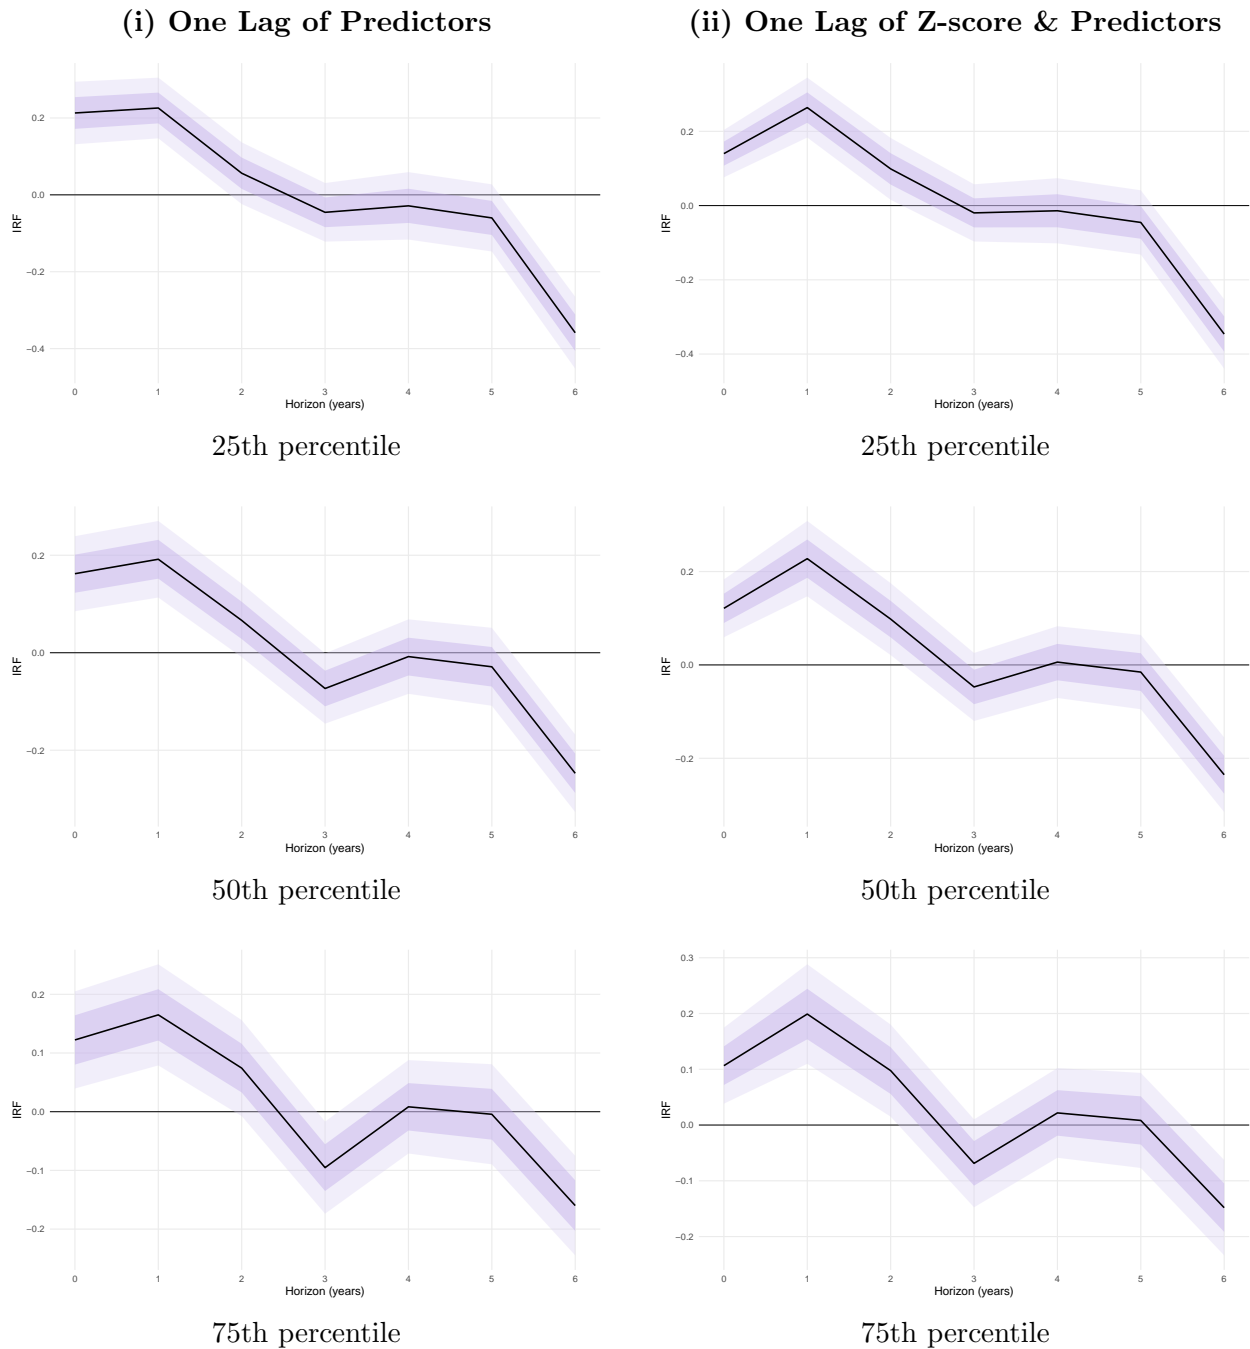 (i) One Lag of Predictors
(ii) One Lag of Z-score & Predictors
IRF
0.2
0.0
−0.2
−0.4
0 1 2 3 4 5 6
Horizon (years)
25th percentile
IRF
0.2
0.0
−0.2
−0.4
0 1 2 3 4 5 6
Horizon (years)
25th percentile
IRF
0.2
0.0
−0.2
0 1 2 3 4 5 6
Horizon (years)
50th percentile
IRF
0.2
0.0
−0.2
0 1 2 3 4 5 6
Horizon (years)
50th percentile
IRF
0.2
0.1
0.0
−0.1
−0.2
0 1 2 3 4 5 6
Horizon (years)
75th percentile
IRF
0.3
0.2
0.1
0.0
−0.1
−0.2
0 1 2 3 4 5 6
Horizon (years)
75th percentile